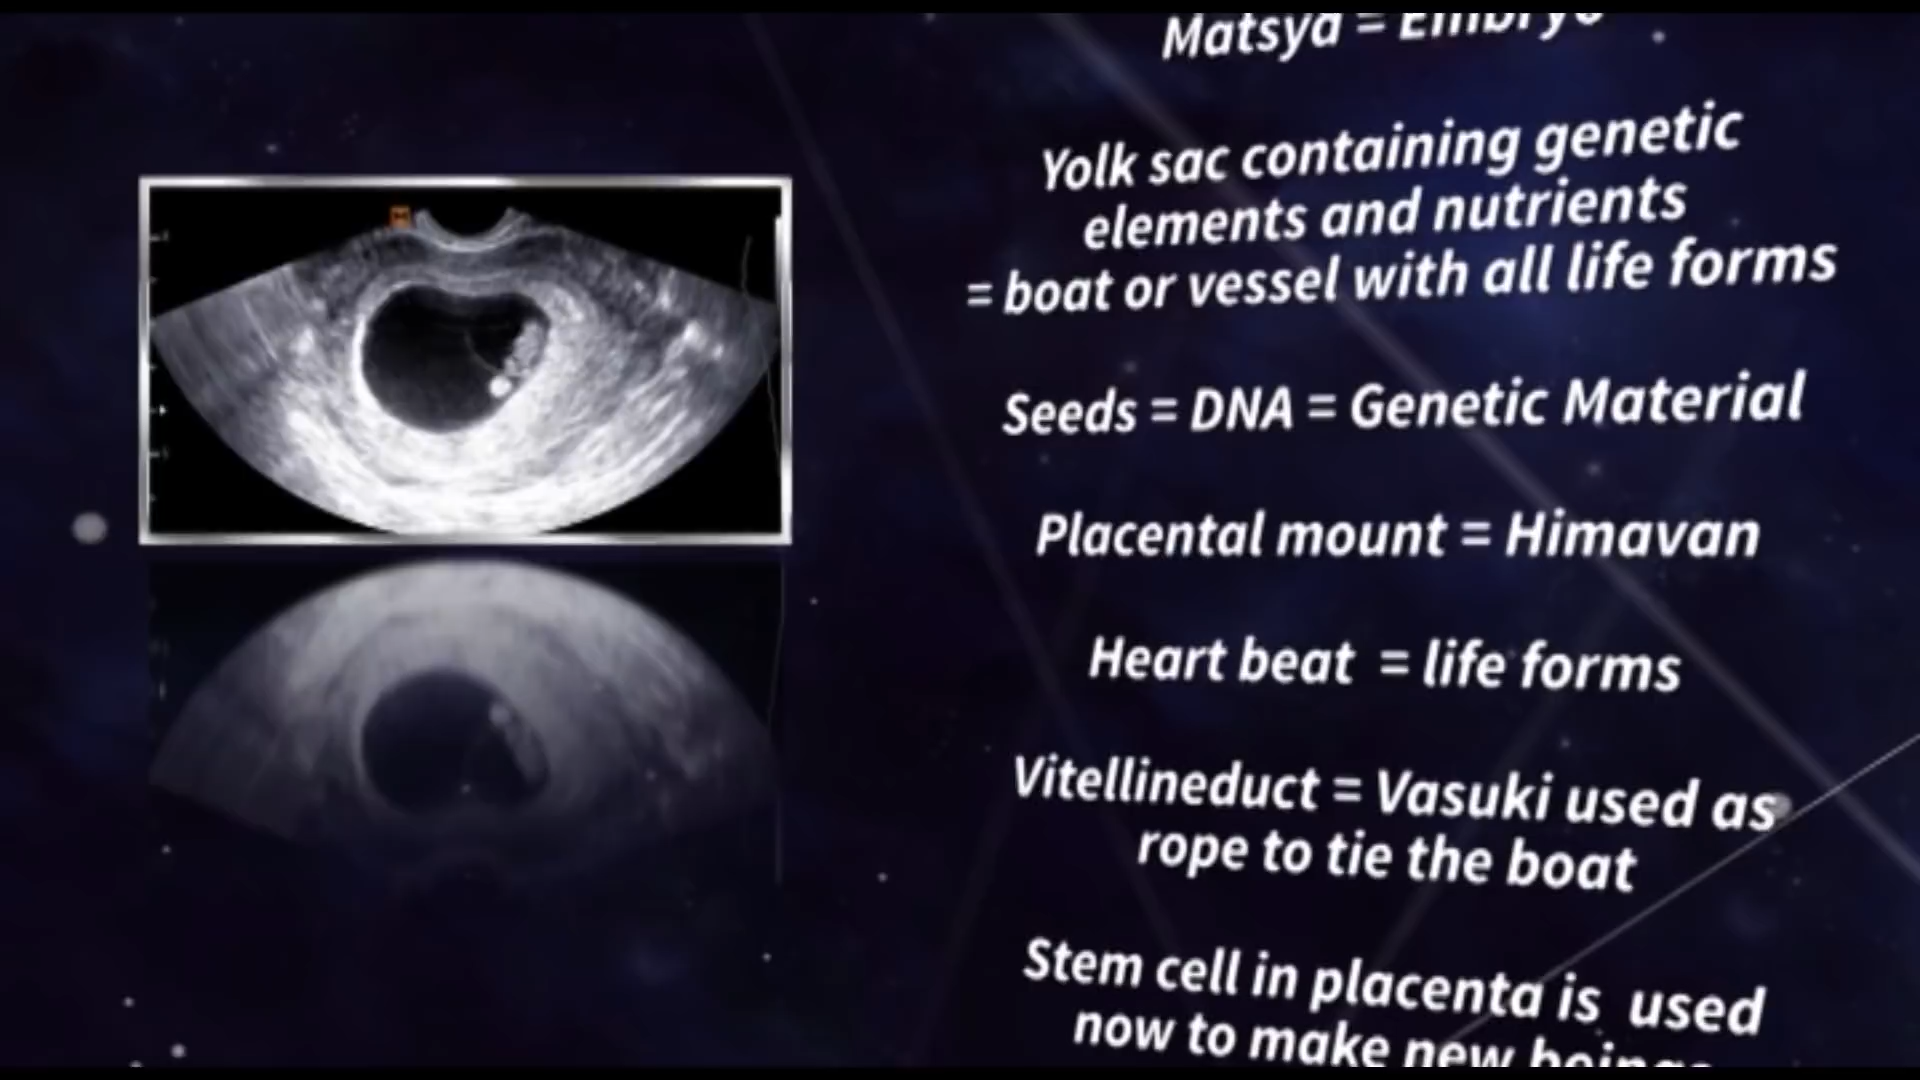 Matsya = Embryo
Yolk sac containing genetic
elements and nutrients
= boat or vessel with all life forms
Seeds = DNA = Genetic Material
Placental mount = Himavan
Heart beat = life forms
Vitellineduct = Vasuki used as
rope to tie the boat
Stem cell in placenta is used
now to make new beings